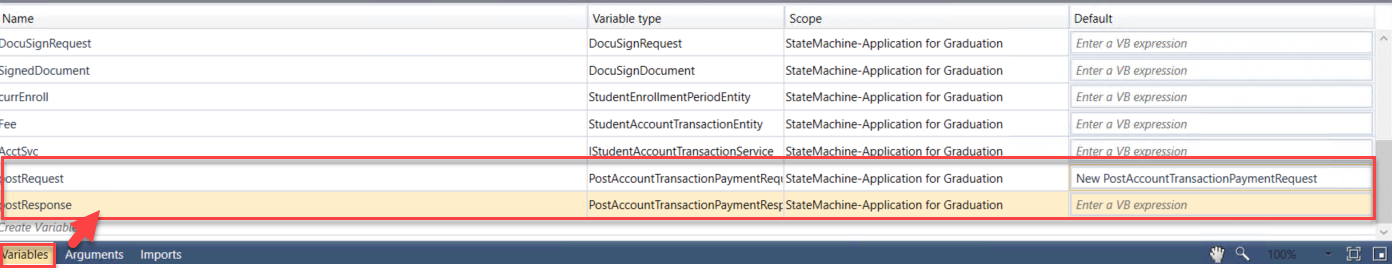 Name Variable type Scope Default
DocuSignRequest DocuSignRequest StateMachine-Application for Graduation Enter a VB expression
SignedDocument DocuSignDocument StateMachine-Application for Graduation Enter a VB expression
currEnroll StudentEnrollmentPeriodEntity StateMachine-Application for Graduation Enter a VB expression
Fee StudentAccountTransactionEntity StateMachine-Application for Graduation Enter a VB expression
AcctSvc IStudentAccountTransactionService StateMachine-Application for Graduation Enter a VB expression
postRequest PostAccountTransactionPaymentRequ StateMachine-Application for Graduation New PostAccountTransactionPaymentRequest
postResponse PostAccountTransactionPaymentResp StateMachine-Application for Graduation Enter a VB expression
Create Variable
Variables Arguments Imports 100%